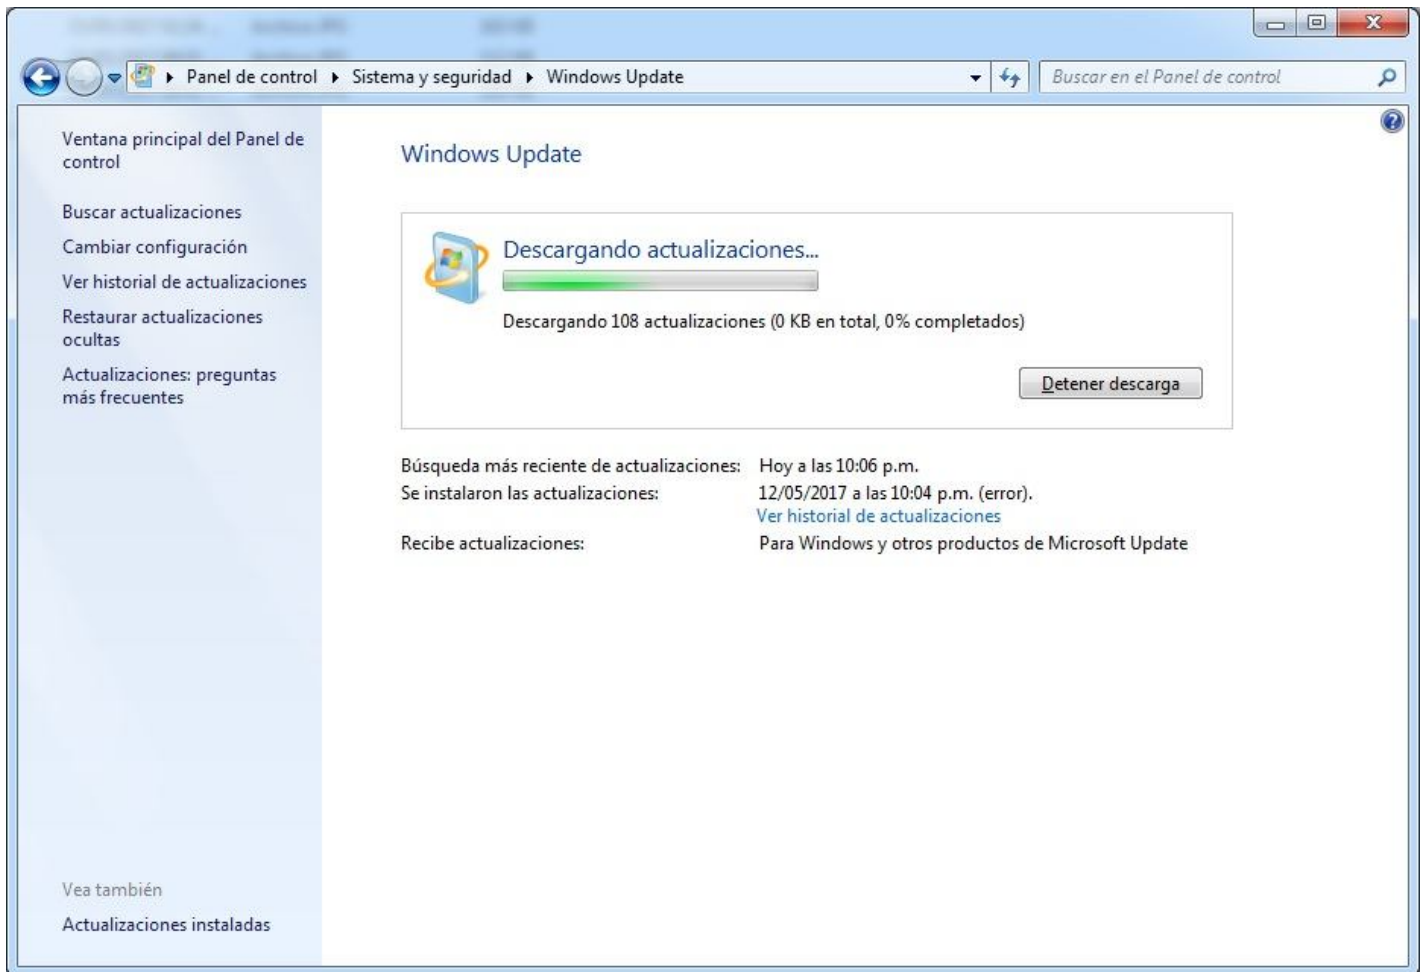 Panel de control ▸ Sistema y seguridad ▸ Windows Update
Buscar en el Panel de control
Ventana principal del Panel de
control
Buscar actualizaciones
Cambiar configuración
Ver historial de actualizaciones
Restaurar actualizaciones
ocultas
Actualizaciones: preguntas
más frecuentes
Vea también
Actualizaciones instaladas
Windows Update
Descargando actualizaciones...
Descargando 108 actualizaciones (0 KB en total, 0% completados)
Detener descarga
Búsqueda más reciente de actualizaciones: Hoy a las 10:06 p.m.
Se instalaron las actualizaciones: 12/05/2017 a las 10:04 p.m. (error).
Ver historial de actualizaciones
Recibe actualizaciones: Para Windows y otros productos de Microsoft Update